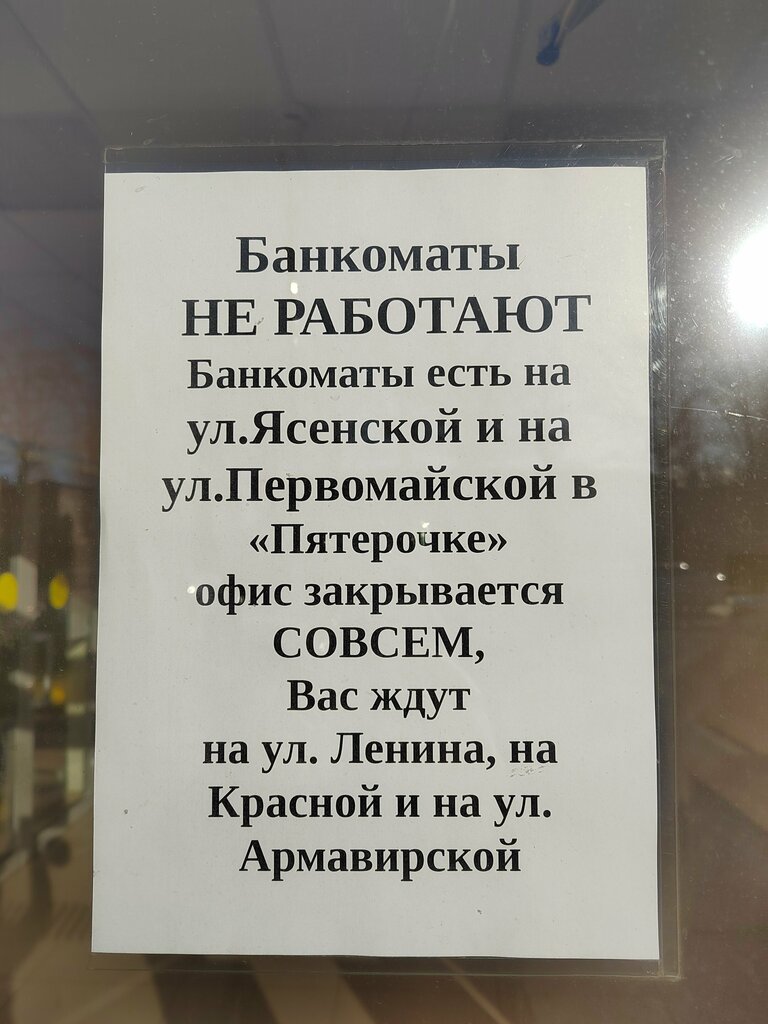 Банкоматы
НЕ РАБОТАЮТ
Банкоматы есть на
ул.Ясенской и на
ул.Первомайской в
«Пятерочке»
офис закрывается
СОВСЕМ,
Вас ждут
на ул. Ленина, на
Красной и на ул.
Армавирской